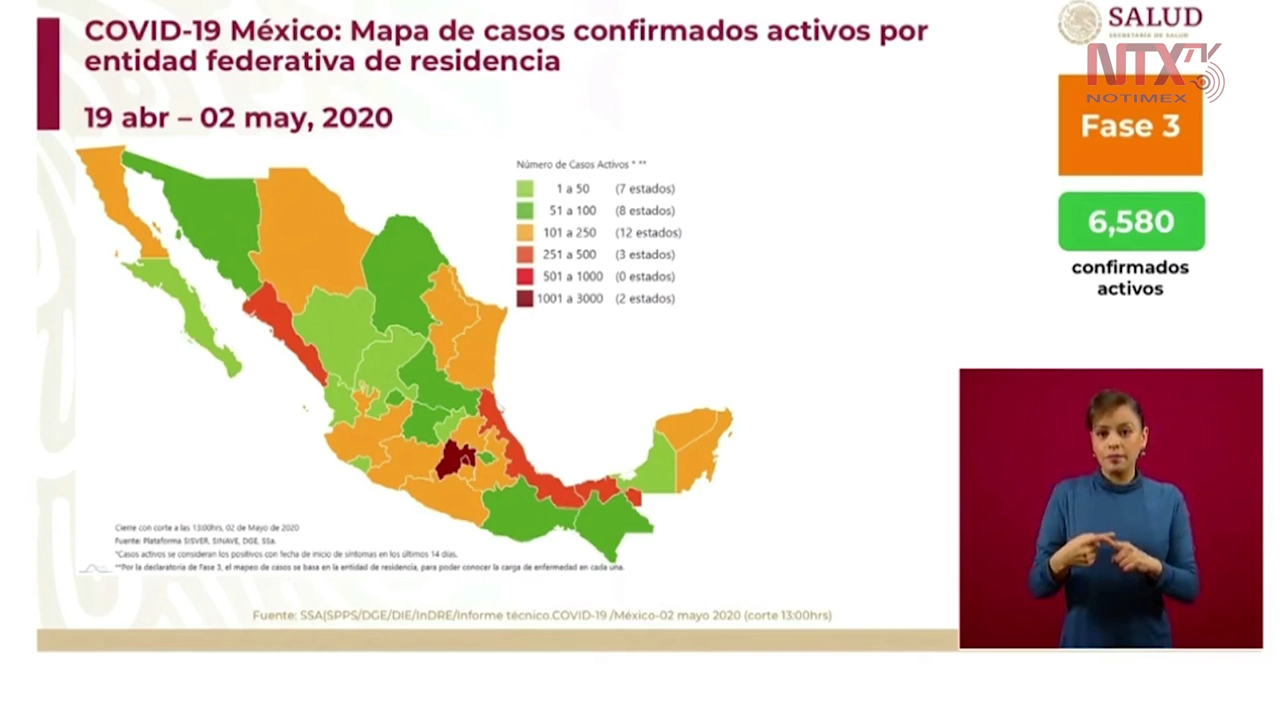 COVID-19 México: Mapa de casos confirmados activos por
entidad federativa de residencia
19 abr – 02 may, 2020
SALUD
SECRETARÍA DE SALUD
NTX
NOTIMEX
Fase 3
6,580
confirmados
activos
Número de Casos Activos * **
1 a 50 (7 estados)
51 a 100 (8 estados)
101 a 250 (12 estados)
251 a 500 (3 estados)
501 a 1000 (0 estados)
1001 a 3000 (2 estados)
Cierre con corte a las 13:00hrs, 02 de Mayo de 2020
Fuente: Plataforma SISVER, SINAVE, DGE, SSa.
*Casos activos se consideran los positivos con fecha de inicio de síntomas en los últimos 14 días.
**Por la declaratoria de Fase 3, el mapeo de casos se basa en la entidad de residencia, para poder conocer la carga de enfermedad en cada una.
Fuente: SSA(SPPS/DGE/DIE/InDRE/Informe técnico.COVID-19 /México-02 mayo 2020 (corte 13:00hrs)